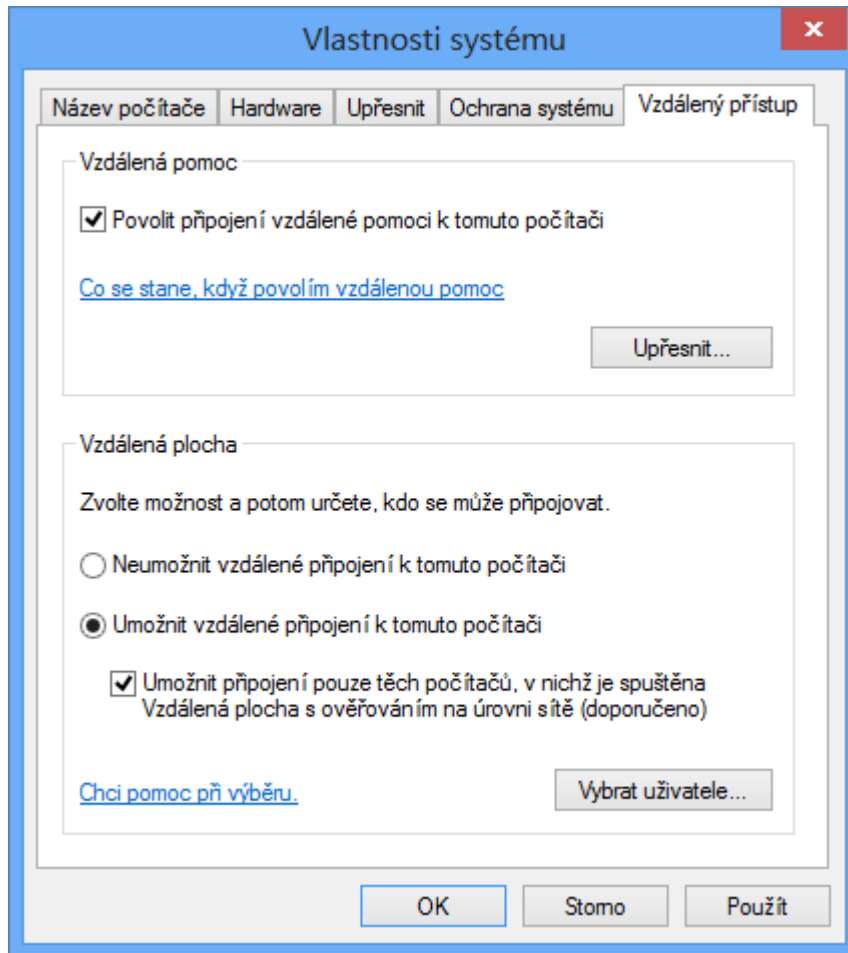 Vlastnosti systému
Název počítače Hardware Upřesnit Ochrana systému Vzdálený přístup
Vzdálená pomoc
Povolit připojení vzdálené pomoci k tomuto počítači
Co se stane, když povolím vzdálenou pomoc
Upřesnit...
Vzdálená plocha
Zvolte možnost a potom určete, kdo se může připojovat.
Neumožnit vzdálené připojení k tomuto počítači
Umožnit vzdálené připojení k tomuto počítači
Umožnit připojení pouze těch počítačů, v nichž je spuštěna
Vzdálená plocha s ověřováním na úrovni sítě (doporučeno)
Chci pomoc při výběru. Vybrat uživatele...
OK Storno Použít